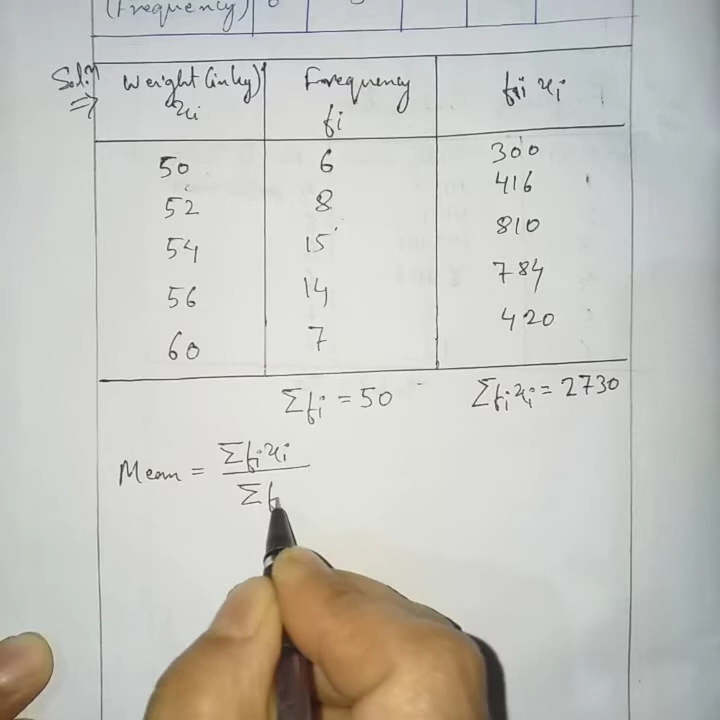 (Frequency)
Sol.n Weight (in kg) Frequency fi xi
⇒ xi fi
50 6 300
52 8 416
54 15 810
56 14 784
60 7 420
Σfi = 50 Σfixi = 2730
Mean = Σfixi
Σf